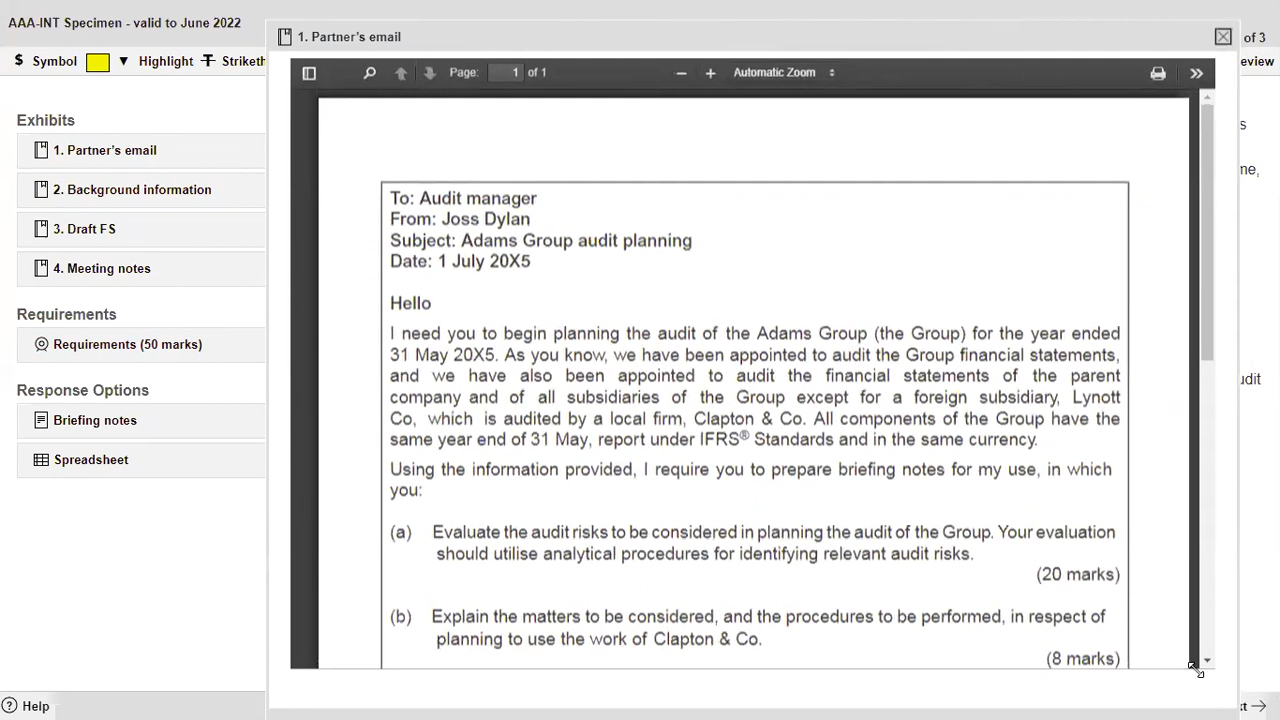 AAA-INT Specimen - valid to June 2022
of 3
$ Symbol
Highlight
T Striketh
eview
Exhibits
1. Partner's email
2. Background information
3. Draft FS
4. Meeting notes
Requirements
Requirements (50 marks)
Response Options
Briefing notes
Spreadsheet
Help
1. Partner's email
Page: 1 of 1
Automatic Zoom
To: Audit manager
From: Joss Dylan
Subject: Adams Group audit planning
Date: 1 July 20X5
Hello
I need you to begin planning the audit of the Adams Group (the Group) for the year ended
31 May 20X5. As you know, we have been appointed to audit the Group financial statements,
and we have also been appointed to audit the financial statements of the parent
company and of all subsidiaries of the Group except for a foreign subsidiary, Lynott
Co, which is audited by a local firm, Clapton & Co. All components of the Group have the
same year end of 31 May, report under IFRS® Standards and in the same currency.
Using the information provided, I require you to prepare briefing notes for my use, in which
you:
(a) Evaluate the audit risks to be considered in planning the audit of the Group. Your evaluation
should utilise analytical procedures for identifying relevant audit risks.
(20 marks)
(b) Explain the matters to be considered, and the procedures to be performed, in respect of
planning to use the work of Clapton & Co.
(8 marks)
s
me,
udit
xt